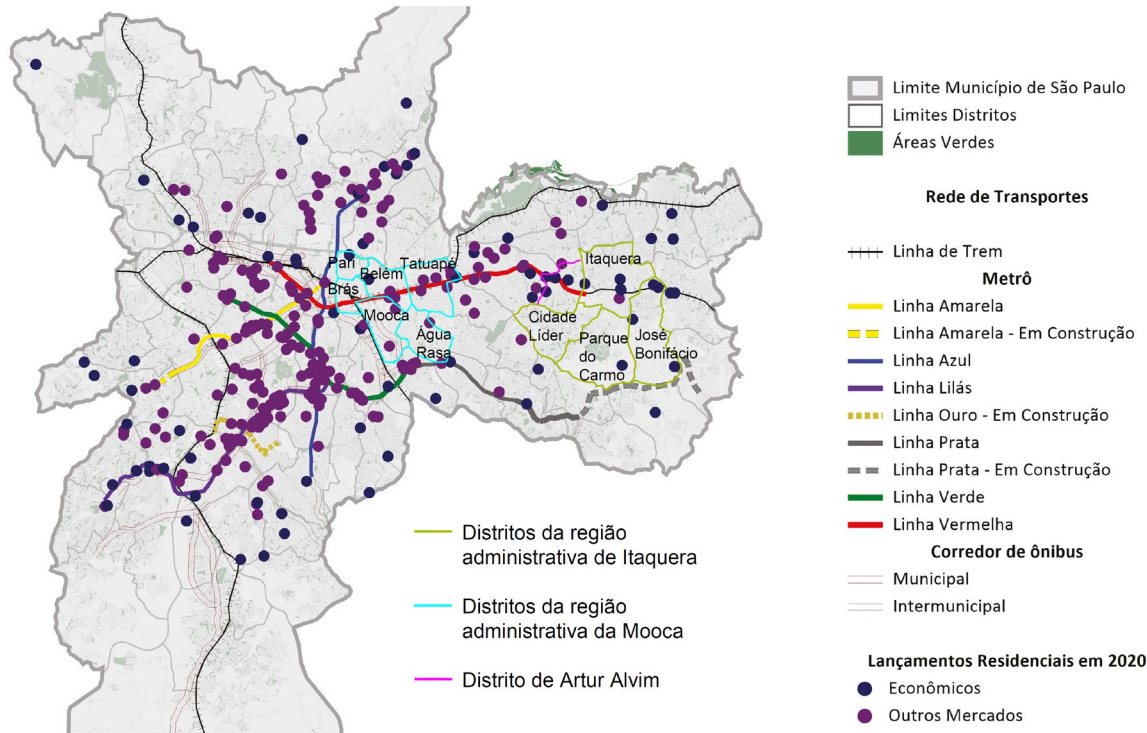 Pari
Belém
Tatuapé
Brás
Mooca
Água
Rasa
Itaquera
Cidade
Líder
Parque
do
Carmo
José
Bonifácio
Distritos da região
administrativa de Itaquera
Distritos da região
administrativa da Mooca
Distrito de Artur Alvim
Limite Município de São Paulo
Limites Distritos
Áreas Verdes
Rede de Transportes
Linha de Trem
Metrô
Linha Amarela
Linha Amarela - Em Construção
Linha Azul
Linha Lilás
Linha Ouro - Em Construção
Linha Prata
Linha Prata - Em Construção
Linha Verde
Linha Vermelha
Corredor de ônibus
Municipal
Intermunicipal
Lançamentos Residenciais em 2020
Econômicos
Outros Mercados